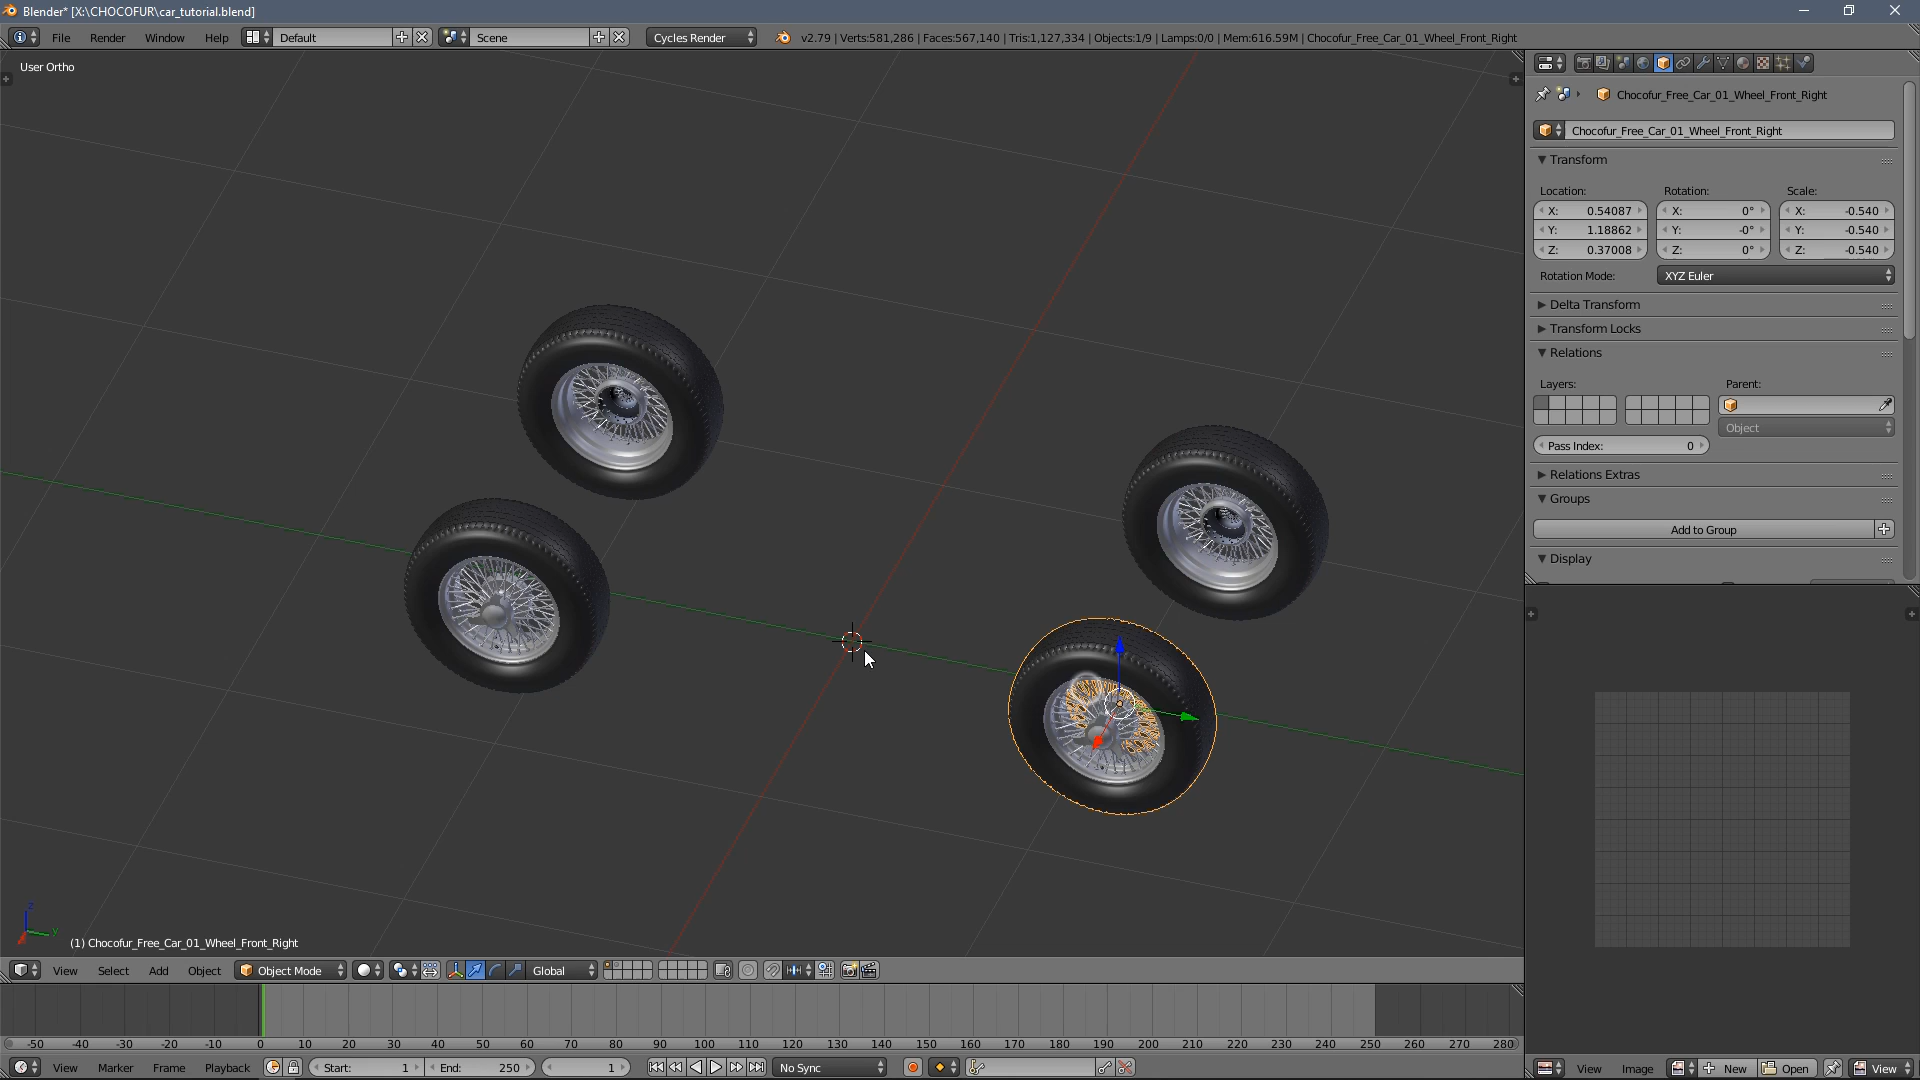 Blender* [X:\CHOCOFUR\car_tutorial.blend]
File Render Window Help Default Scene Cycles Render v2.79 | Verts:581,286 | Faces:567,140 | Tris:1,127,334 | Objects:1/9 | Lamps:0/0 | Mem:616.59M | Chocofur_Free_Car_01_Wheel_Front_Right
User Ortho
Chocofur_Free_Car_01_Wheel_Front_Right
Chocofur_Free_Car_01_Wheel_Front_Right
Transform
Location: Rotation: Scale:
X: 0.54087 X: 0° X: -0.540
Y: 1.18862 Y: -0° Y: -0.540
Z: 0.37008 Z: 0° Z: -0.540
Rotation Mode: XYZ Euler
Delta Transform
Transform Locks
Relations
Layers: Parent:
Object
Pass Index: 0
Relations Extras
Groups
Add to Group
Display
z
y
(1) Chocofur_Free_Car_01_Wheel_Front_Right
View Select Add Object Object Mode Global
-50 -40 -30 -20 -10 0 10 20 30 40 50 60 70 80 90 100 110 120 130 140 150 160 170 180 190 200 210 220 230 240 250 260 270 280
View Marker Frame Playback Start: 1 End: 250 1 No Sync
View Image New Open View